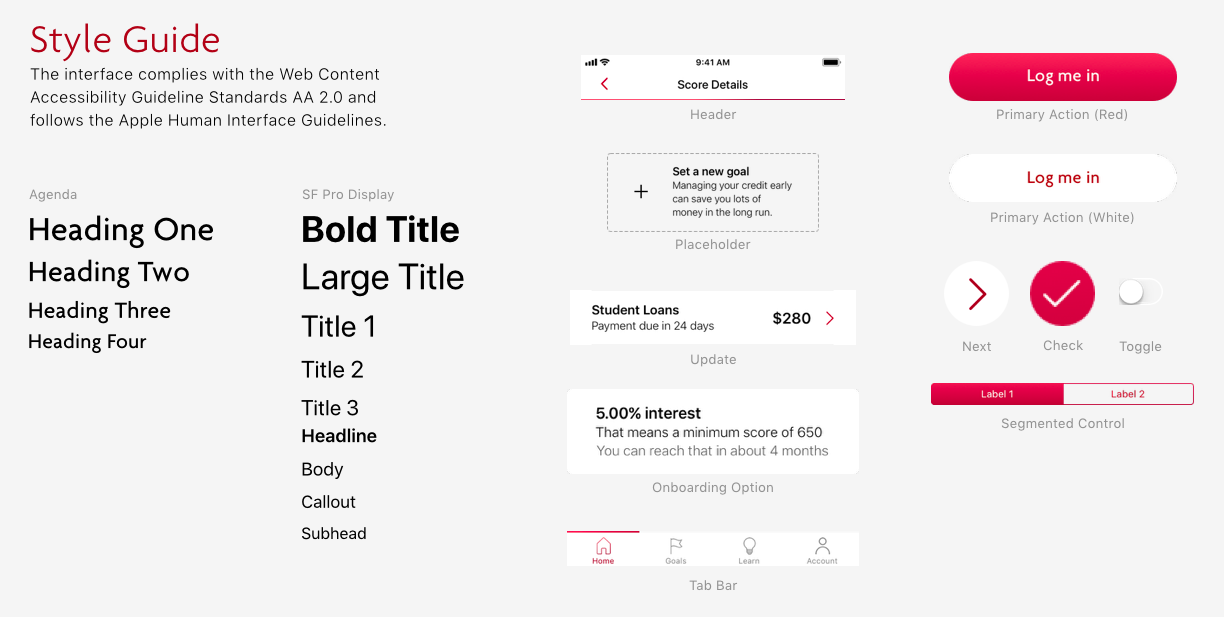 Style Guide
The interface complies with the Web Content
Accessibility Guideline Standards AA 2.0 and
follows the Apple Human Interface Guidelines.
Agenda
Heading One
Heading Two
Heading Three
Heading Four
SF Pro Display
Bold Title
Large Title
Title 1
Title 2
Title 3
Headline
Body
Callout
Subhead
9:41 AM
Score Details
Header
Set a new goal
Managing your credit early
can save you lots of
money in the long run.
Placeholder
Student Loans
Payment due in 24 days
$280
Update
5.00% interest
That means a minimum score of 650
You can reach that in about 4 months
Onboarding Option
Home Goals Learn Account
Tab Bar
Log me in
Primary Action (Red)
Log me in
Primary Action (White)
Next Check Toggle
Label 1 Label 2
Segmented Control